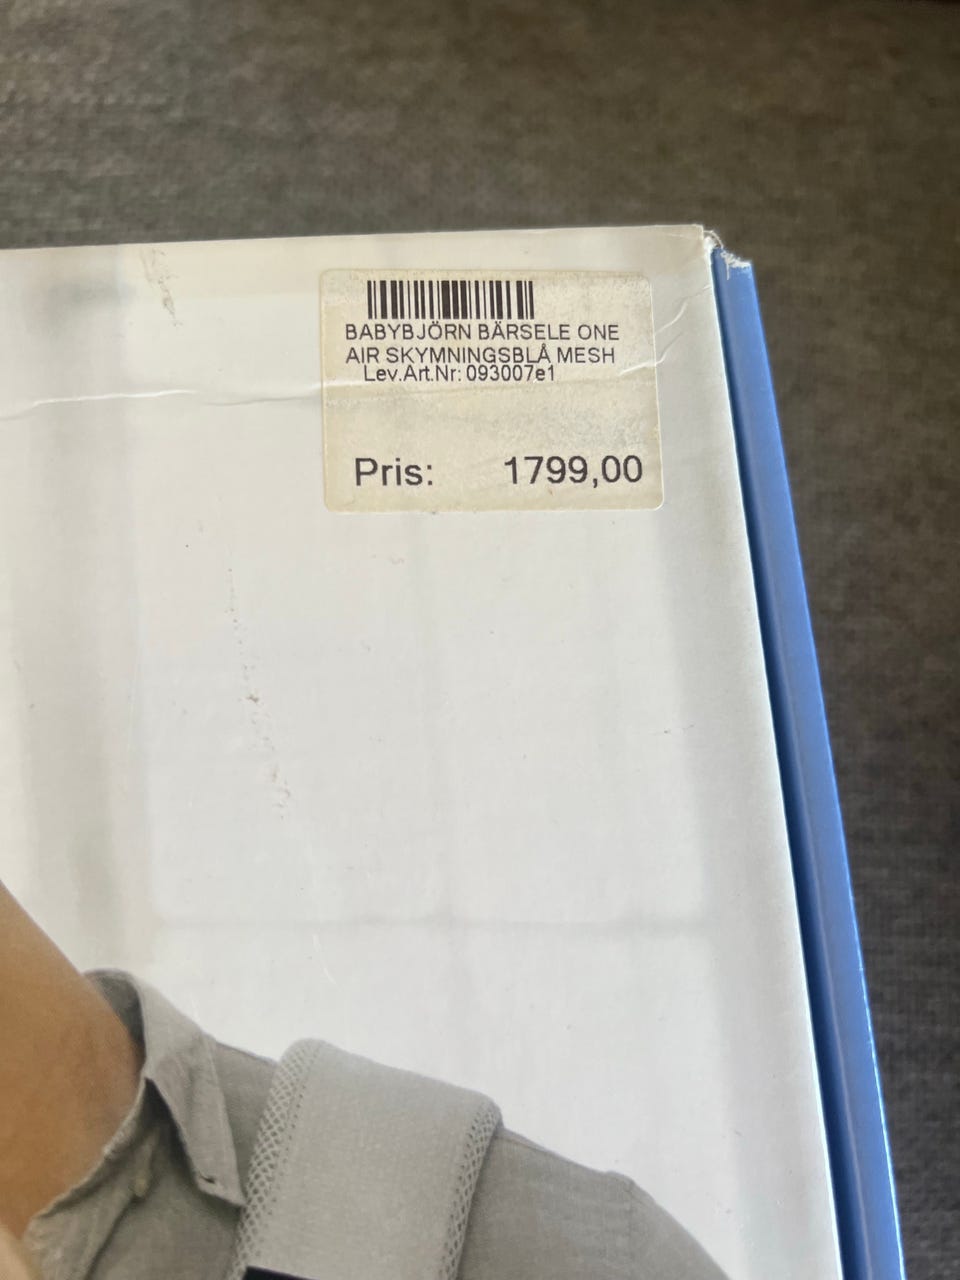 BABYBJÖRN BÄRSELE ONE
AIR SKYMNINGSBLÅ MESH
Lev.Art.Nr: 093007e1
Pris: 1799,00